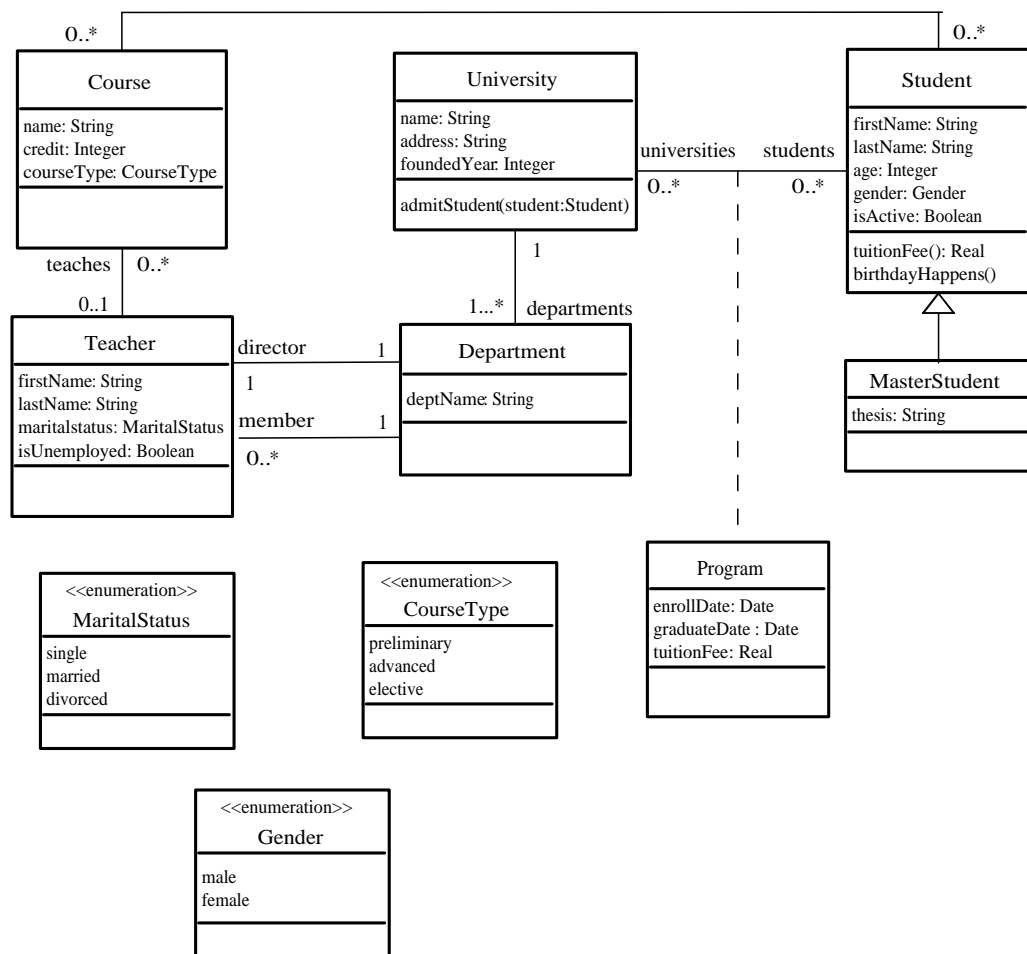 0..*
0..*
Course
name: String
credit: Integer
courseType: CourseType
University
name: String
address: String
foundedYear: Integer
admitStudent(student:Student)
Student
firstName: String
lastName: String
age: Integer
gender: Gender
isActive: Boolean
tuitionFee(): Real
birthdayHappens()
universities
students
0..*
0..*
teaches
0..*
0..1
1
1...*
departments
Teacher
firstName: String
lastName: String
maritalstatus: MaritalStatus
isUnemployed: Boolean
director
1
1
member
1
0..*
Department
deptName: String
MasterStudent
thesis: String
<<enumeration>>
MaritalStatus
single
married
divorced
<<enumeration>>
CourseType
preliminary
advanced
elective
Program
enrollDate: Date
graduateDate : Date
tuitionFee: Real
<<enumeration>>
Gender
male
female